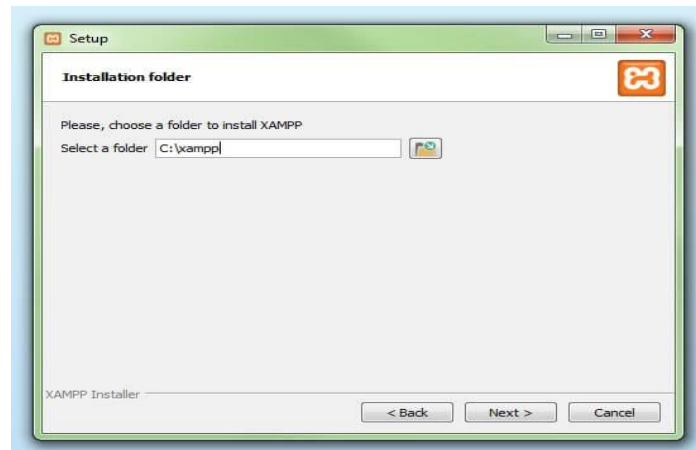 Setup
Installation folder
Please, choose a folder to install XAMPP
Select a folder C:\xampp
XAMPP Installer
< Back Next > Cancel